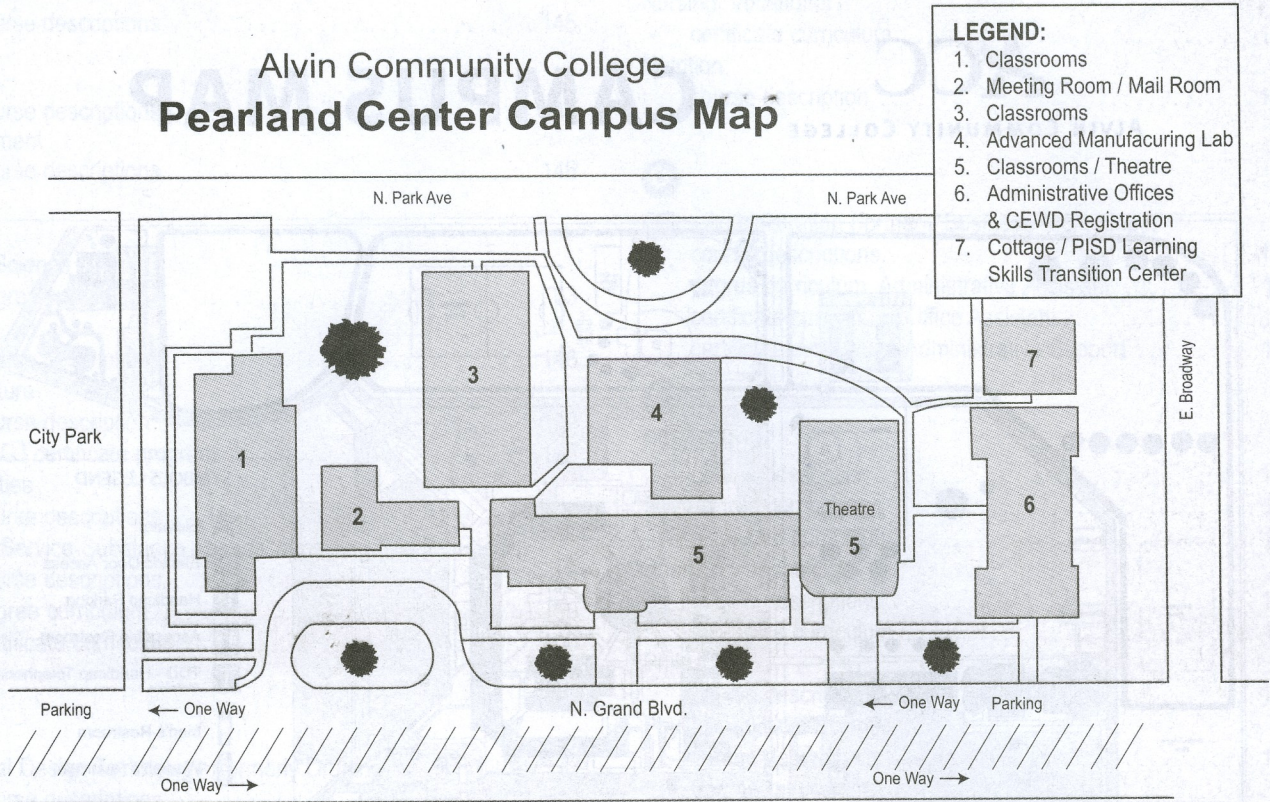 Alvin Community College
Pearland Center Campus Map
LEGEND:
1. Classrooms
2. Meeting Room / Mail Room
3. Classrooms
4. Advanced Manufacuring Lab
5. Classrooms / Theatre
6. Administrative Offices
& CEWD Registration
7. Cottage / PISD Learning
Skills Transition Center
N. Park Ave
N. Park Ave
City Park
E. Broadway
1
2
3
4
5
Theatre
5
6
7
Parking
← One Way
N. Grand Blvd.
← One Way
Parking
One Way →
One Way →